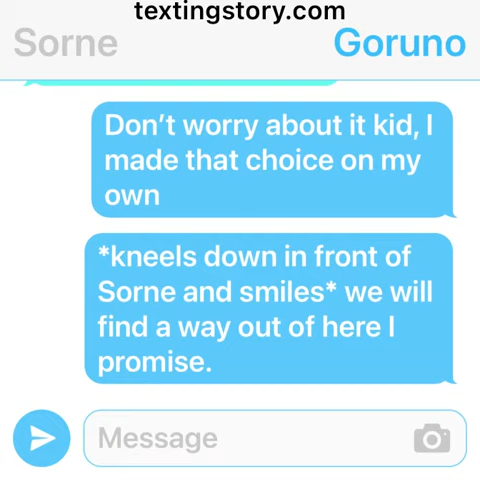 textingstory.com
Sorne Goruno
Don’t worry about it kid, I
made that choice on my
own
*kneels down in front of
Sorne and smiles* we will
find a way out of here I
promise.
Message